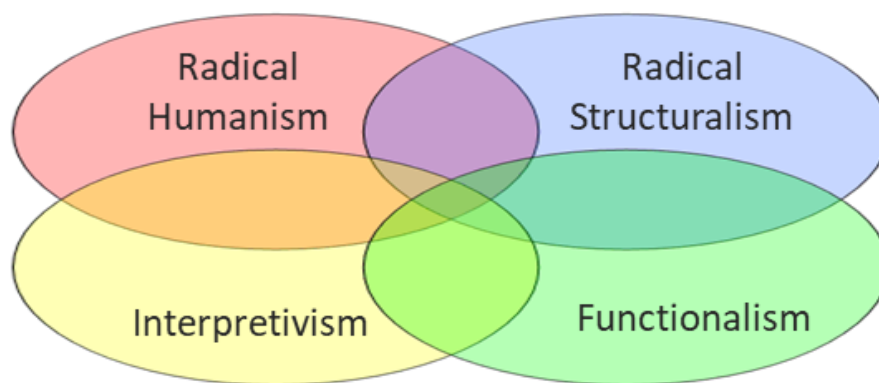 Radical
Humanism
Radical
Structuralism
Interpretivism
Functionalism